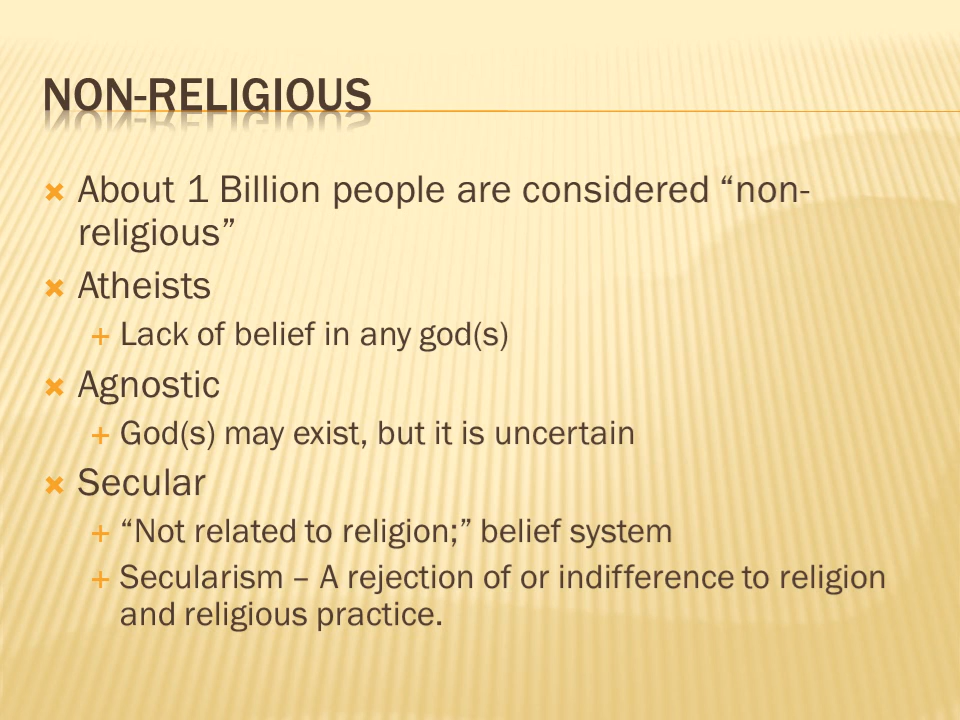 NON-RELIGIOUS
About 1 Billion people are considered “non-
religious”
Atheists
Lack of belief in any god(s)
Agnostic
God(s) may exist, but it is uncertain
Secular
“Not related to religion;” belief system
Secularism – A rejection of or indifference to religion
and religious practice.